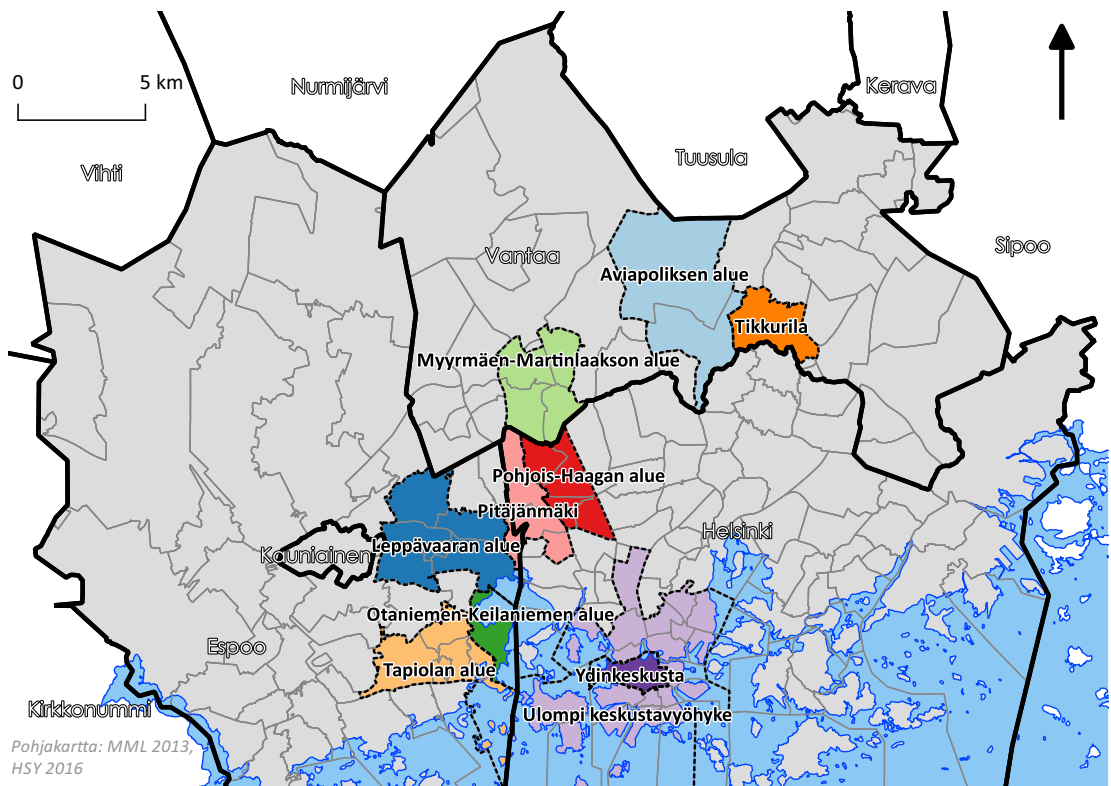 0 5 km
Nurmijärvi
Kerava
Vihti
Tuusula
Sipoo
Vantaa
Aviapoliksen alue
Tikkurila
Myyrmäen-Martinlaakson alue
Pohjois-Haagan alue
Pitäjänmäki
Helsinki
Leppävaaran alue
Kauniainen
Otaniemen-Keilaniemen alue
Espoo
Tapiolan alue
Ydinkeskusta
Kirkkonummi
Ulompi keskustavyöhyke
Pohjakartta: MML 2013,
HSY 2016